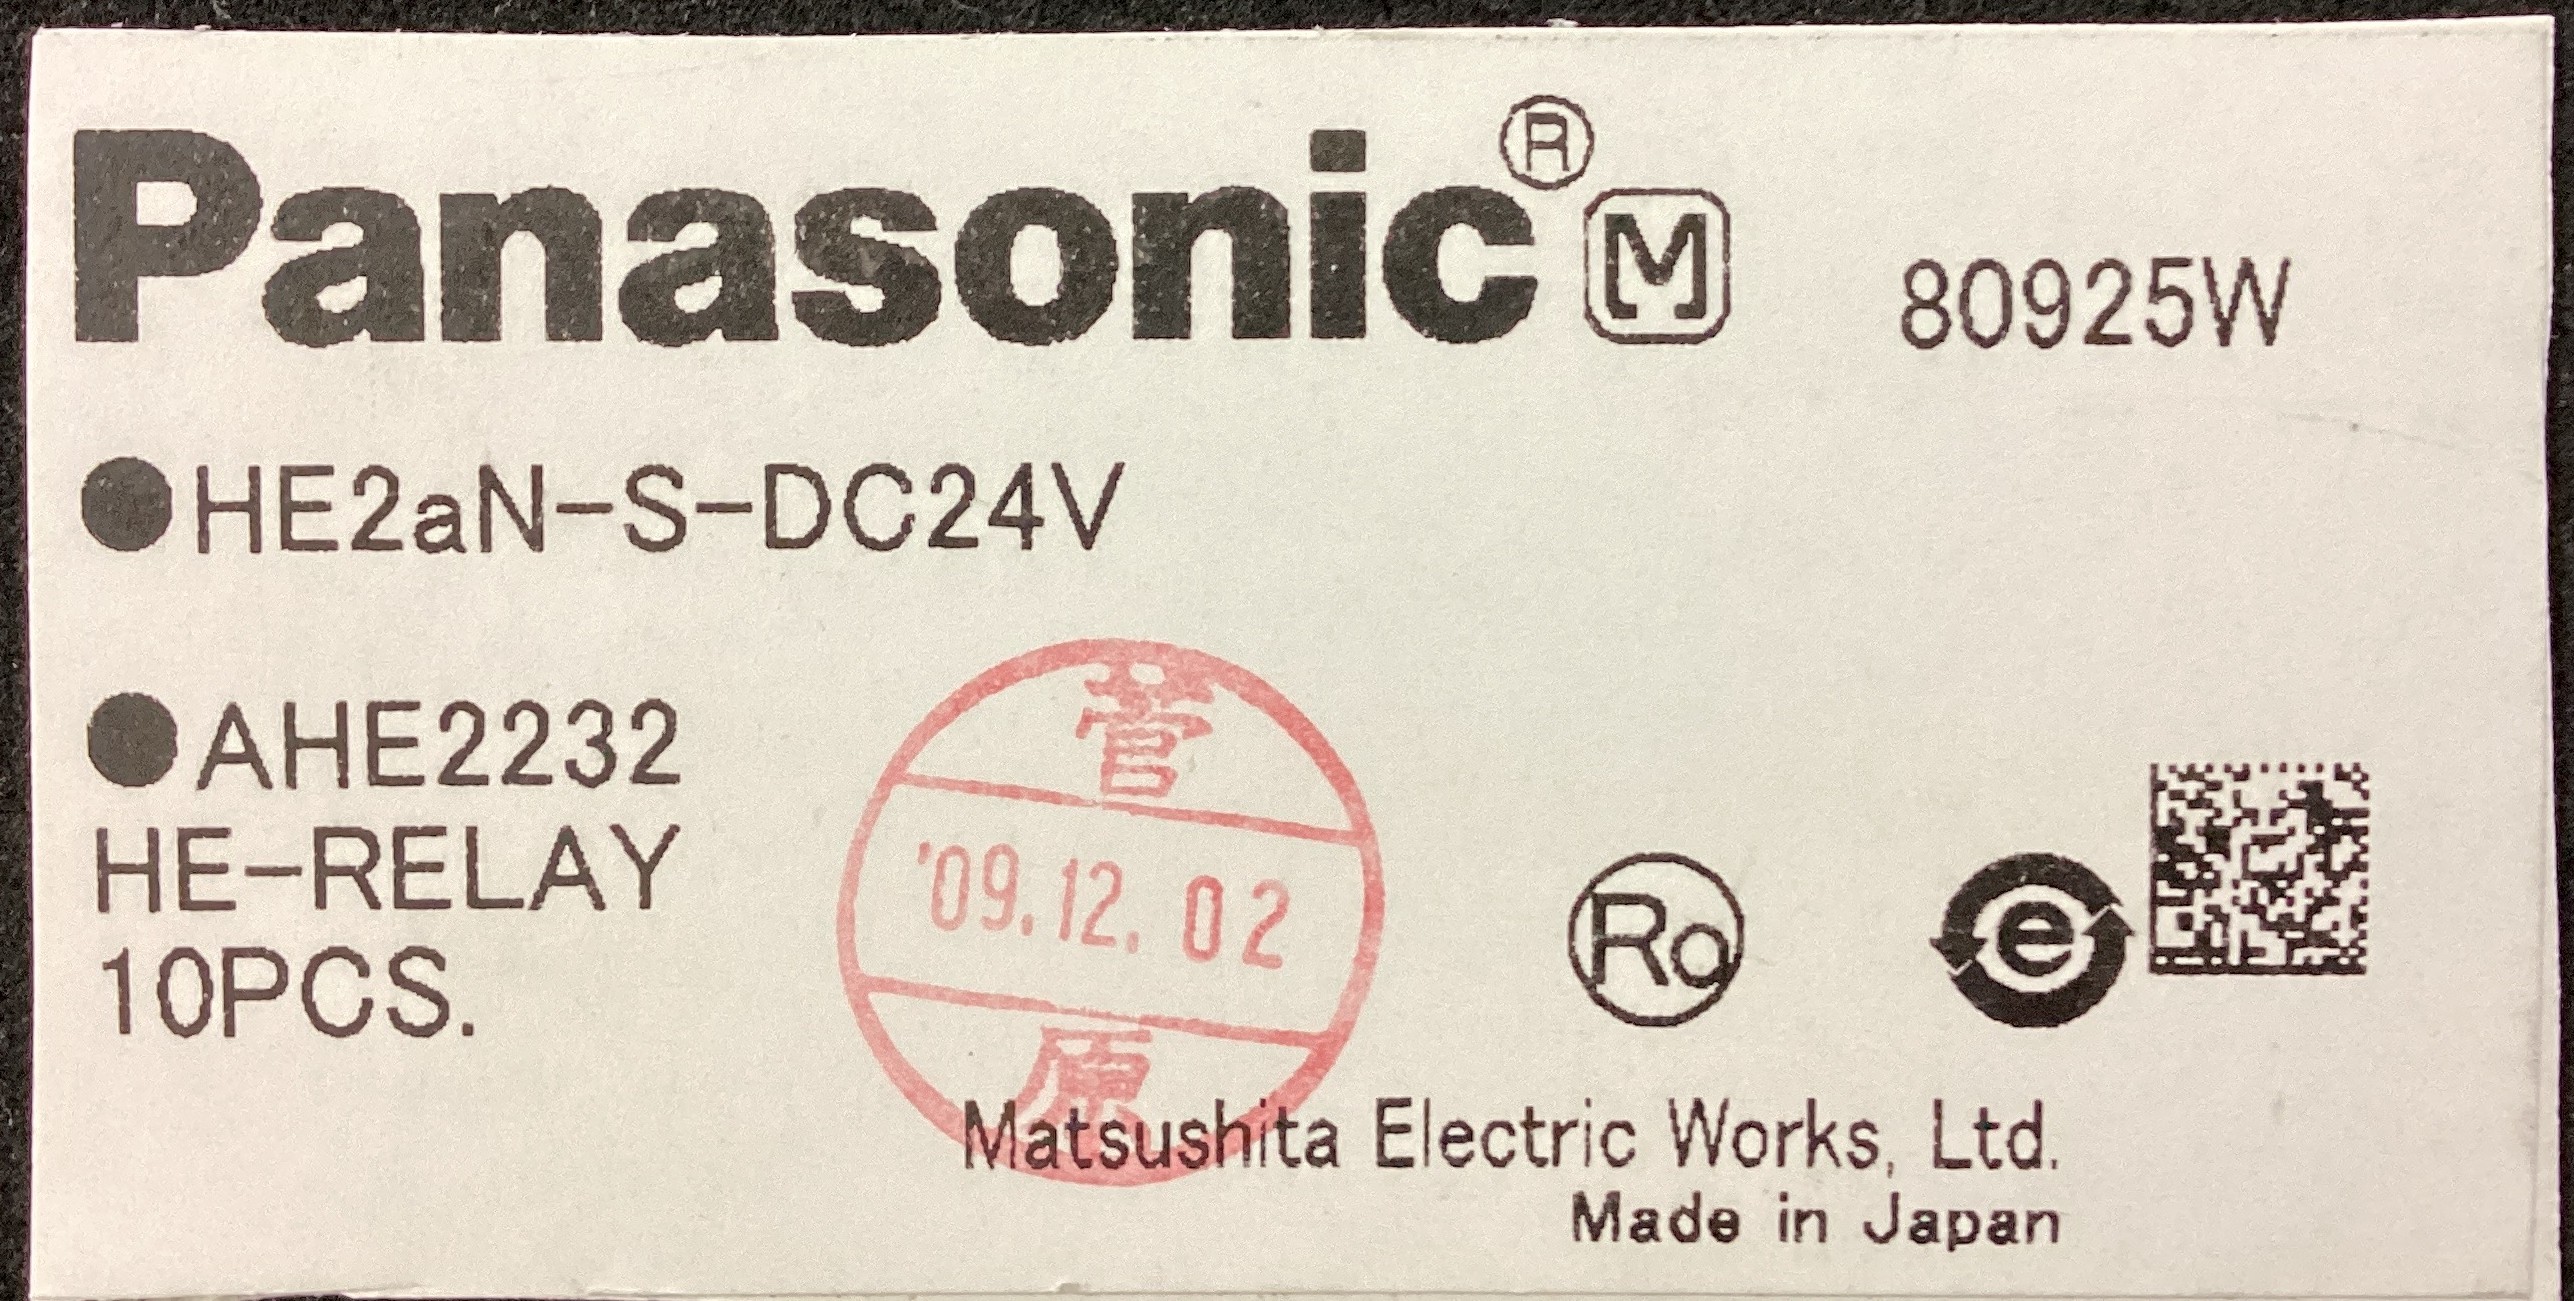 Panasonic® M 80925W
●HE2aN-S-DC24V
●AHE2232
HE-RELAY
10PCS.
菅
'09.12.02
原
Ro
e
Matsushita Electric Works, Ltd.
Made in Japan